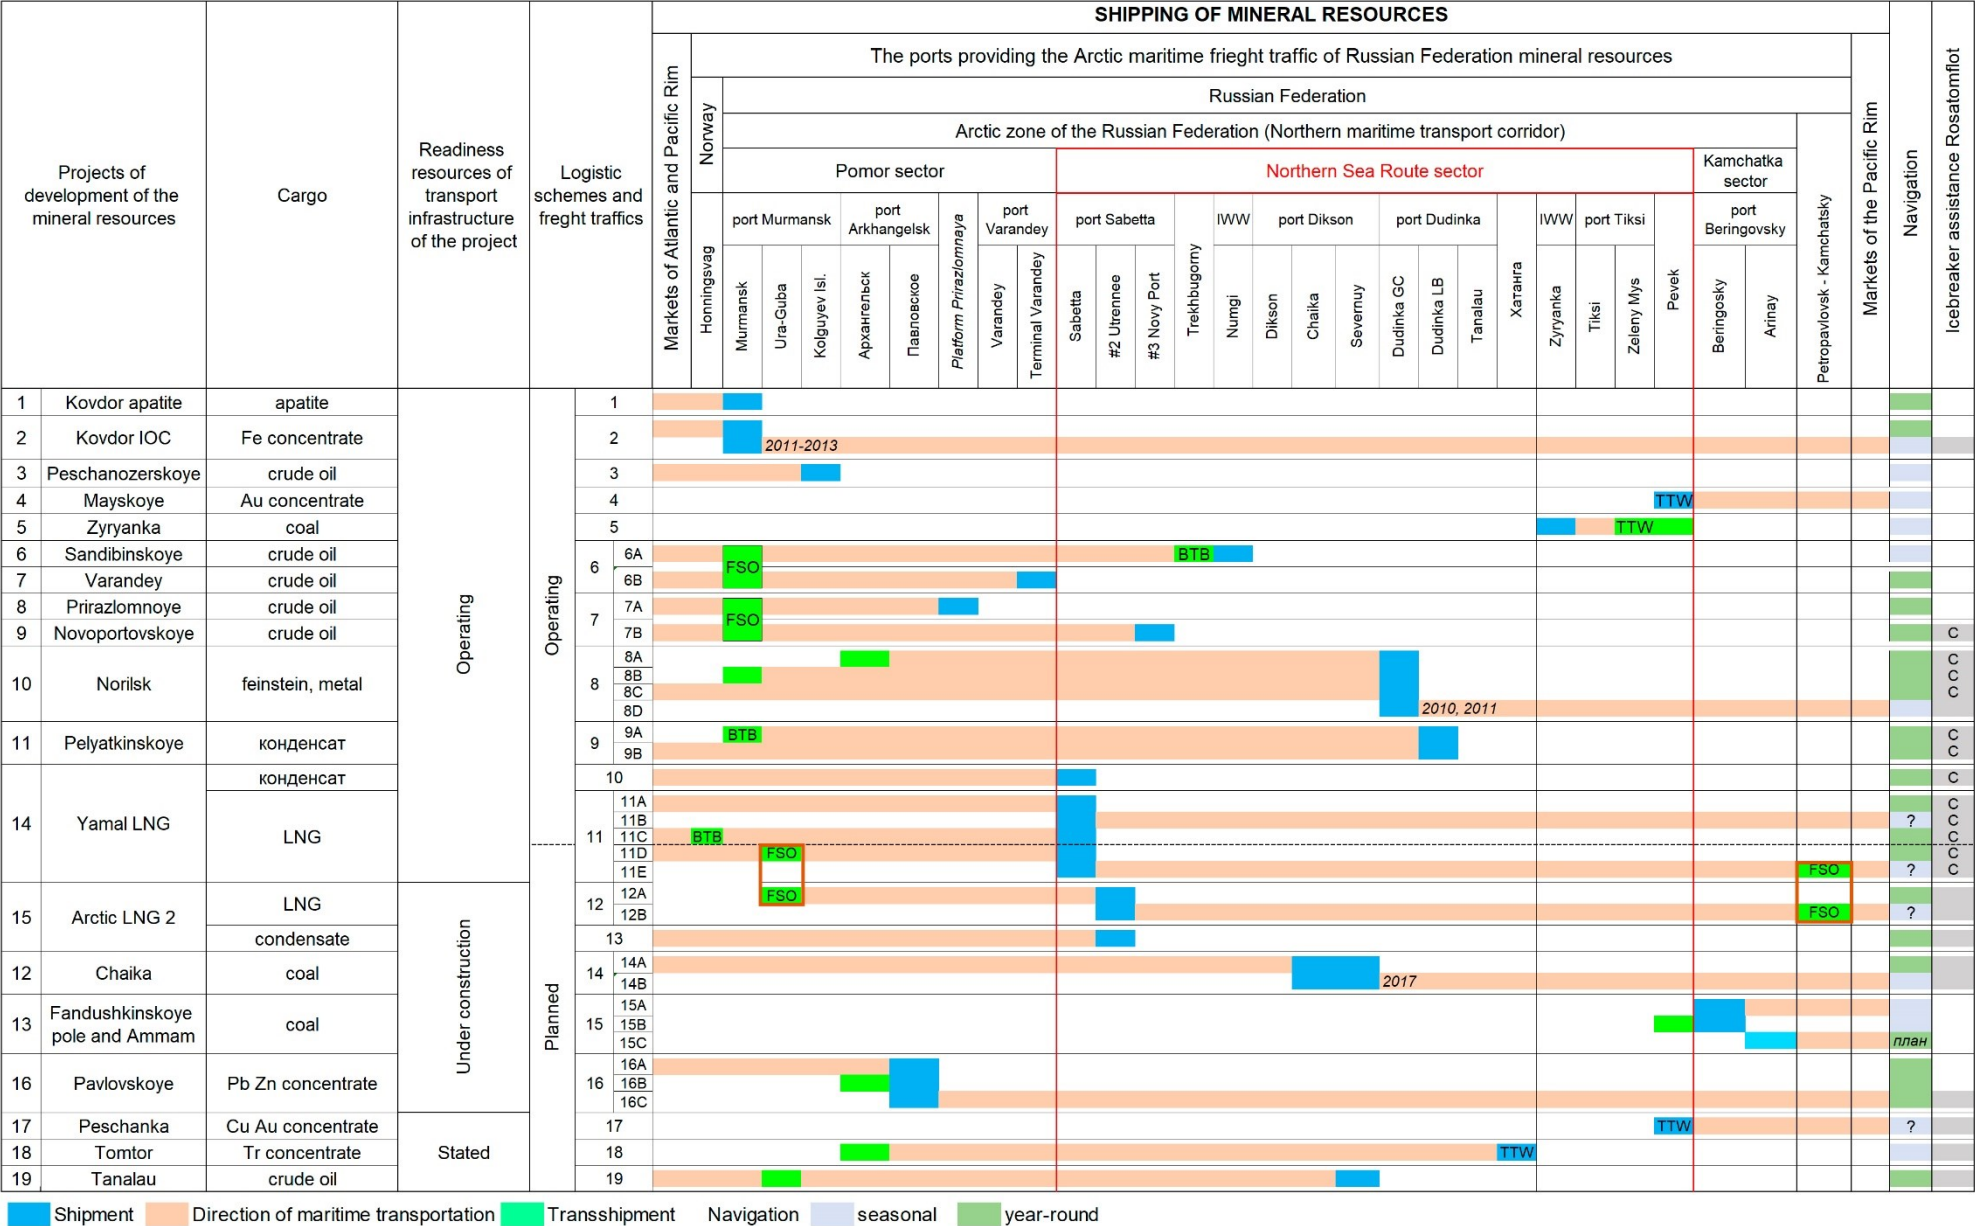 SHIPPING OF MINERAL RESOURCES
The ports providing the Arctic maritime frieght traffic of Russian Federation mineral resources
Russian Federation
Arctic zone of the Russian Federation (Northern maritime transport corridor)
Projects of
development of the
mineral resources
Cargo
Readiness
resources of
transport
infrastructure
of the project
Logistic
schemes and
freght traffics
Markets of Atlantic and Pacific Rim
Norway
Honningsvag
Pomor sector
Northern Sea Route sector
Kamchatka
sector
port Murmansk
port
Arkhangelsk
Platform Prirazlomnaya
port
Varandey
port Sabetta
Trekhbugorny
IWW
port Dikson
port Dudinka
Хатанга
IWW
port Tiksi
Pevek
port
Beringovsky
Petropavlovsk - Kamchatsky
Markets of the Pacific Rim
Navigation
Icebreaker assistance Rosatomflot
Murmansk
Ura-Guba
Kolguyev Isl.
Архангельск
Павловское
Varandey
Terminal Varandey
Sabetta
#2 Utrennee
#3 Novy Port
Numgi
Dikson
Chaika
Severnuy
Dudinka GC
Dudinka LB
Tanalau
Zyryanka
Tiksi
Zeleny Mys
Beringosky
Arinay
Operating
Under construction
Stated
Operating
Planned
1 Kovdor apatite apatite 1
2 Kovdor IOC Fe concentrate 2 2011-2013
3 Peschanozerskoye crude oil 3
4 Mayskoye Au concentrate 4 TTW
5 Zyryanka coal 5 TTW
6 Sandibinskoye crude oil 6 6A FSO BTB
7 Varandey crude oil 6B
8 Prirazlomnoye crude oil 7 7A FSO
9 Novoportovskoye crude oil 7B C
10 Norilsk feinstein, metal 8
8A C
8B C
8C C
8D 2010, 2011
11 Pelyatkinskoye конденсат 9
9A BTB C
9B C
14 Yamal LNG
конденсат 10 C
LNG 11
11A C
11B ? C
11C BTB C
11D FSO C
11E FSO ? C
15 Arctic LNG 2
LNG 12
12A FSO
12B FSO ?
condensate 13
12 Chaika coal 14
14A
14B 2017
13 Fandushkinskoye
pole and Ammam
coal 15
15A
15B
15C план
16 Pavlovskoye Pb Zn concentrate 16
16A
16B
16C
17 Peschanka Cu Au concentrate 17 TTW ?
18 Tomtor Tr concentrate 18 TTW
19 Tanalau crude oil 19
Shipment Direction of maritime transportation Transshipment Navigation seasonal year-round